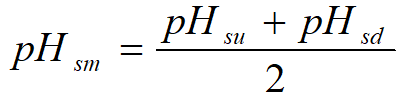 pH_sm = (pH_su + pH_sd) / 2